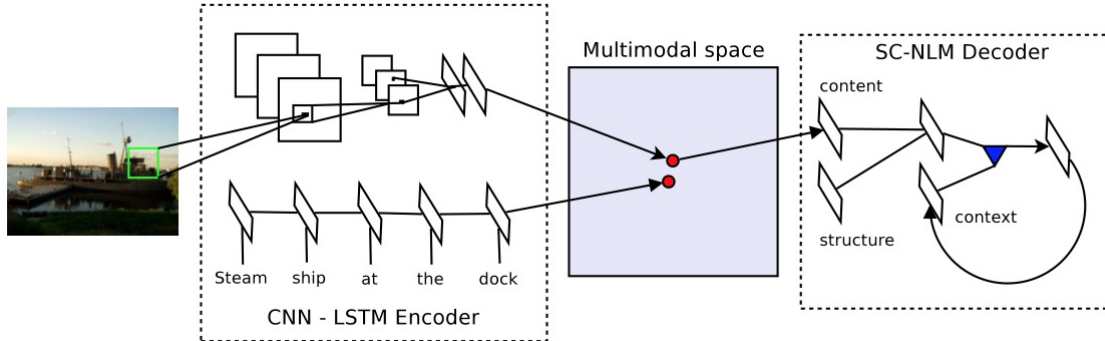 Steam ship at the dock
CNN - LSTM Encoder
Multimodal space
SC-NLM Decoder
content
structure
context